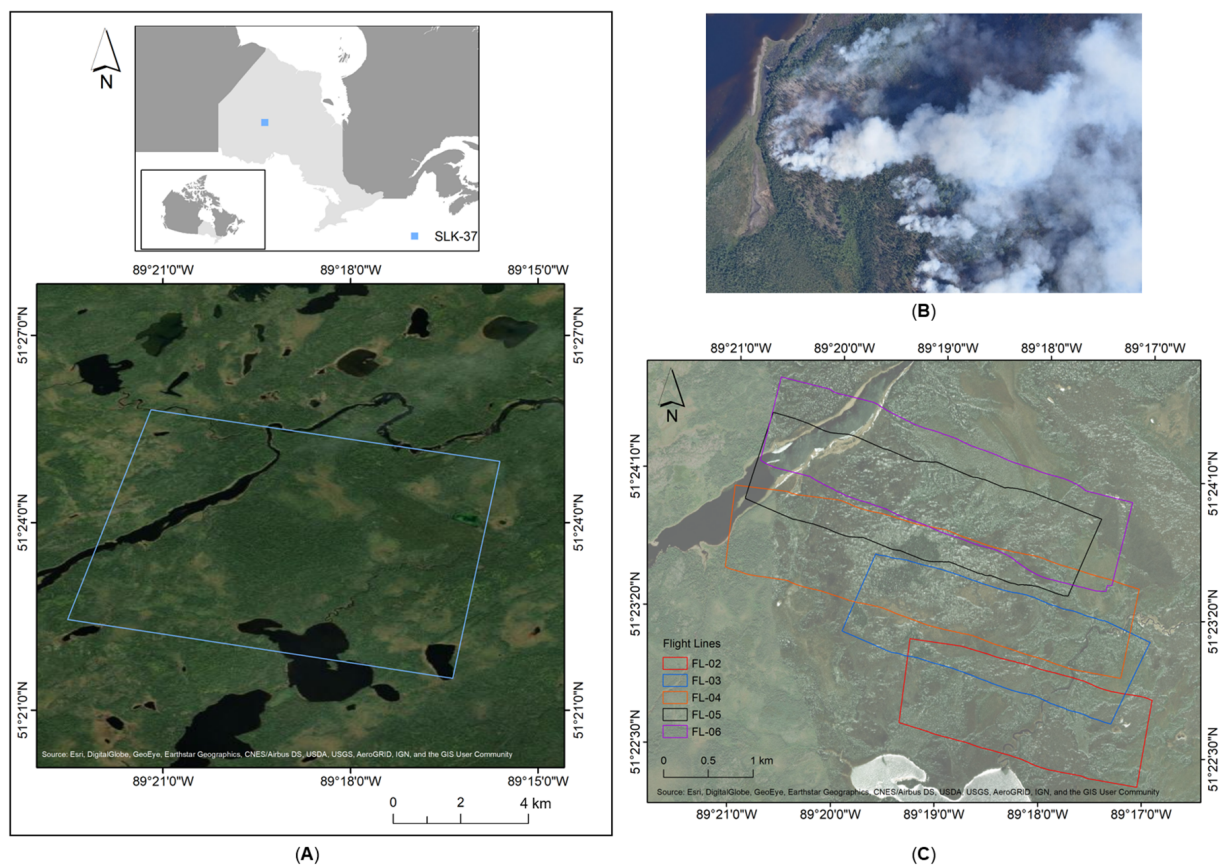 N
SLK-37
89°21'0"W
89°18'0"W
89°15'0"W
51°27'0"N
51°27'0"N
51°24'0"N
51°24'0"N
51°21'0"N
51°21'0"N
Source: Esri, DigitalGlobe, GeoEye, Earthstar Geographics, CNES/Airbus DS, USDA, USGS, AeroGRID, IGN, and the GIS User Community
89°21'0"W
89°18'0"W
89°15'0"W
0 2 4 km
(A)
(B)
89°21'0"W
89°20'0"W
89°19'0"W
89°18'0"W
89°17'0"W
N
51°24'10"N
51°24'10"N
51°23'20"N
51°23'20"N
Flight Lines
FL-02
FL-03
FL-04
FL-05
FL-06
51°22'30"N
51°22'30"N
0 0.5 1 km
Source: Esri, DigitalGlobe, GeoEye, Earthstar Geographics, CNES/Airbus DS, USDA, USGS, AeroGRID, IGN, and the GIS User Community
89°21'0"W
89°20'0"W
89°19'0"W
89°18'0"W
89°17'0"W
(C)